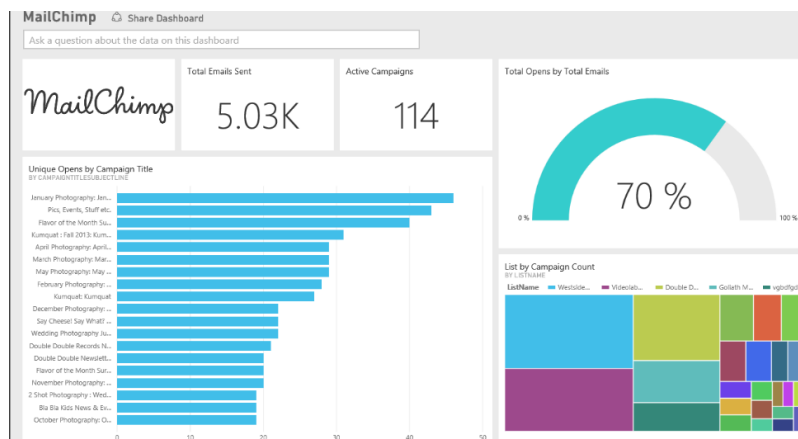 MailChimp Share Dashboard
Ask a question about the data on this dashboard
MailChimp
Total Emails Sent
5.03K
Active Campaigns
114
Total Opens by Total Emails
70 %
0 %
100 %
Unique Opens by Campaign Title
BY CAMPAIGNTITLESUBJECTLINE
January Photography: Jan...
Pics, Events, Stuff etc.
Flavor of the Month Su...
Kumquat : Fall 2013: Kum...
April Photography: April...
March Photography: Mar...
May Photography: May ...
February Photography: ...
Kumquat: Kumquat
December Photography: ...
Say Cheese! Say What!? ...
Wedding Photography Ju...
Double Double Records N...
Double Double Newslett...
Flavor of the Month Sur...
November Photography: ...
2 Shot Photography : Wed...
Bla Bla Kids News & Ev...
October Photography: O...
0 10 20 30 40 50
List by Campaign Count
BY LISTNAME
ListName Westside... Videolab... Double D... Goliath M... vgbdfgd